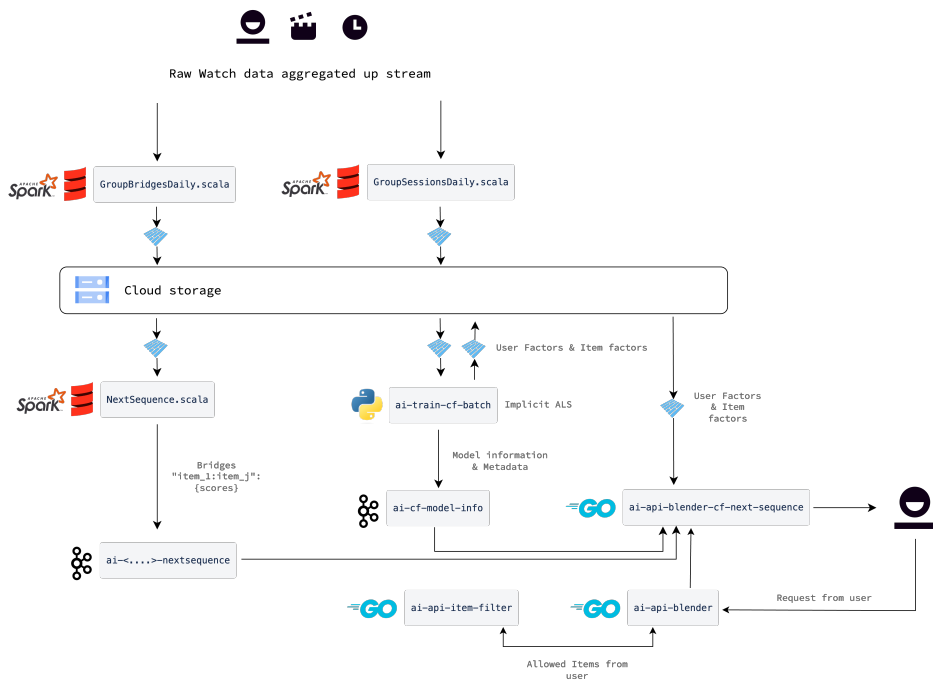 Raw Watch data aggregated up stream
APACHE
Spark
GroupBridgesDaily.scala
APACHE
Spark
GroupSessionsDaily.scala
Cloud storage
User Factors & Item factors
APACHE
Spark
NextSequence.scala
ai-train-cf-batch
Implicit ALS
User Factors
& Item
factors
Bridges
"item_1:item_j":
{scores}
Model information
& Metadata
ai-cf-model-info
GO
ai-api-blender-cf-next-sequence
ai-<....>-nextsequence
GO
ai-api-item-filter
GO
ai-api-blender
Request from user
Allowed Items from
user